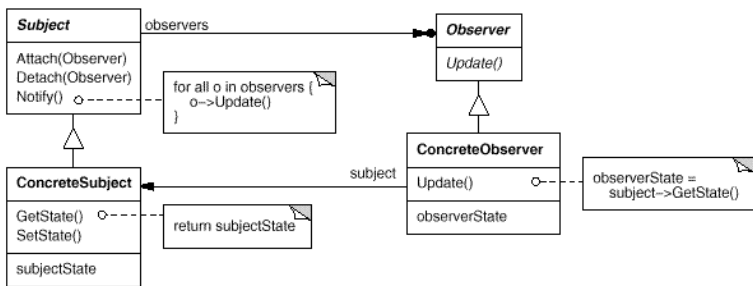 Subject
observers
Observer
Attach(Observer)
Detach(Observer)
Notify()
for all o in observers {
o->Update()
}
Update()
ConcreteSubject
subject
ConcreteObserver
GetState()
SetState()
return subjectState
Update()
observerState =
subject->GetState()
subjectState
observerState